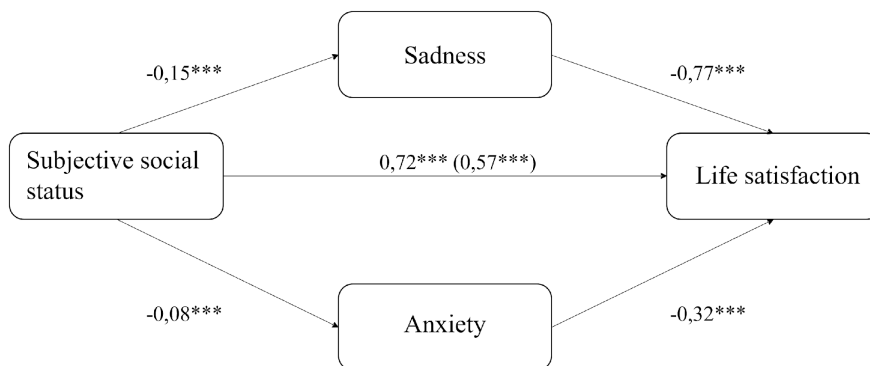 Sadness
-0,15***
-0,77***
Subjective social
status
0,72*** (0,57***)
Life satisfaction
-0,08***
-0,32***
Anxiety